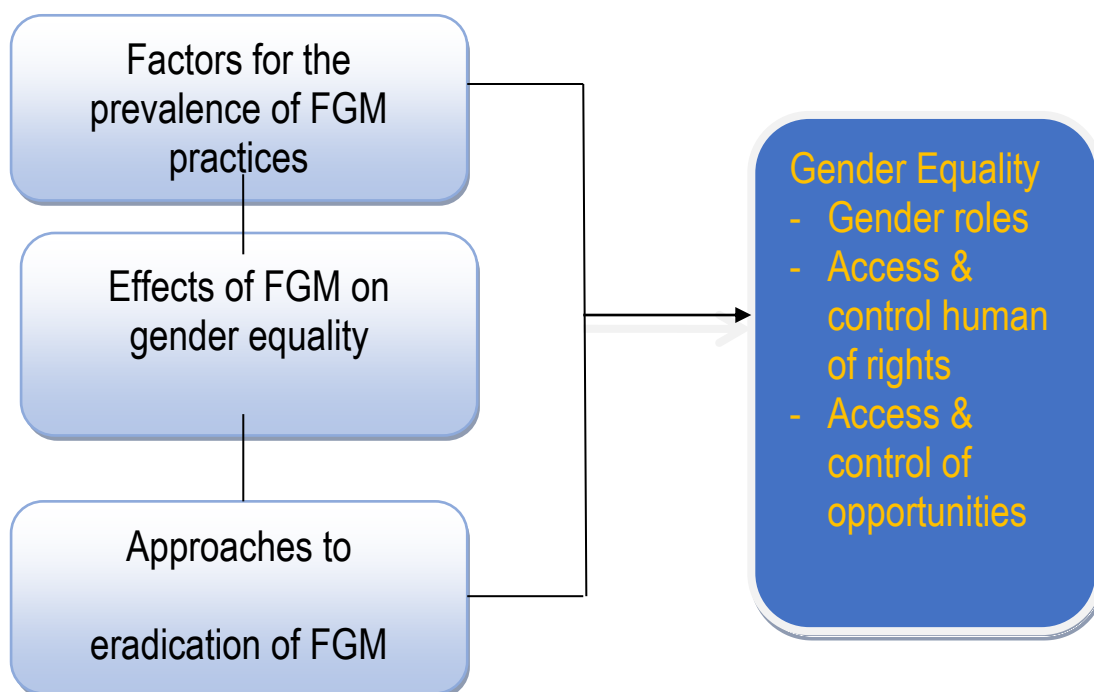 Factors for the
prevalence of FGM
practices
Effects of FGM on
gender equality
Approaches to
eradication of FGM
Gender Equality
- Gender roles
- Access &
control human
of rights
- Access &
control of
opportunities